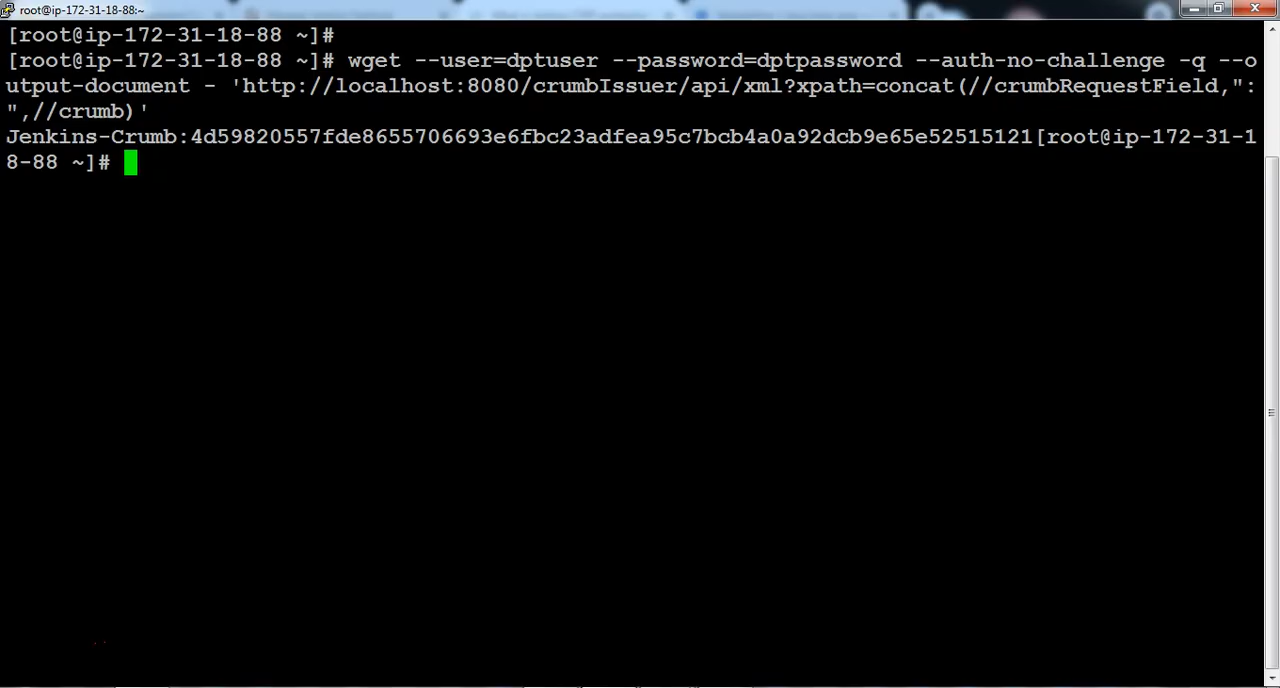 root@ip-172-31-18-88:~
[root@ip-172-31-18-88 ~]#
[root@ip-172-31-18-88 ~]# wget --user=dptuser --password=dptpassword --auth-no-challenge -q --o
utput-document - 'http://localhost:8080/crumbIssuer/api/xml?xpath=concat(//crumbRequestField,":
",//crumb)'
Jenkins-Crumb:4d59820557fde8655706693e6fbc23adfea95c7bcb4a0a92dcb9e65e52515121[root@ip-172-31-1
8-88 ~]#